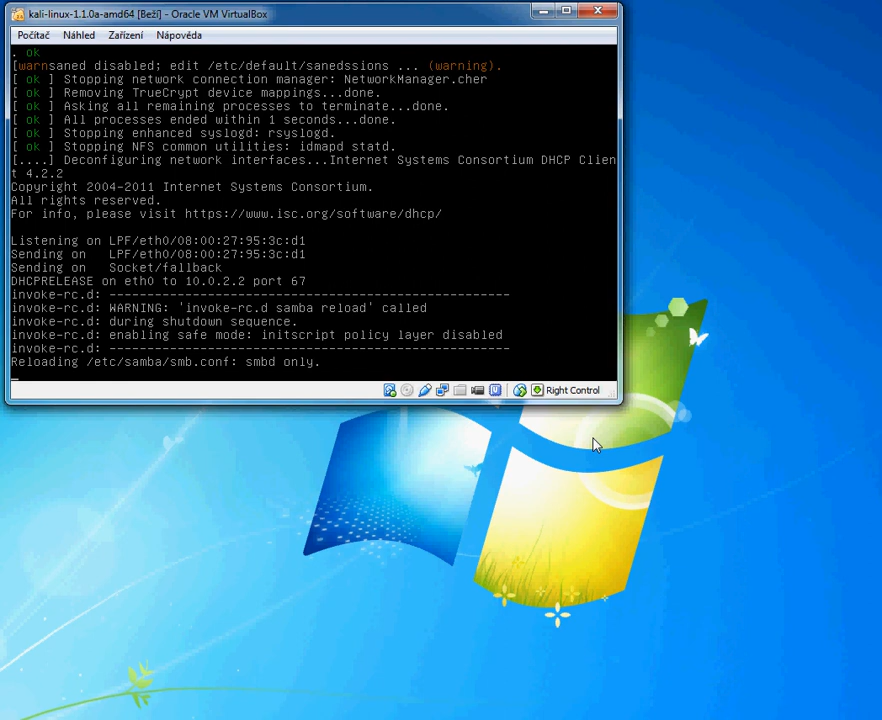 kali-linux-1.1.0a-amd64 [Beží] - Oracle VM VirtualBox
Počítač Náhled Zařízení Nápověda
. ok
[warnsaned disabled; edit /etc/default/sanedssions ... (warning).
[ ok ] Stopping network connection manager: NetworkManager.cher
[ ok ] Removing TrueCrypt device mappings...done.
[ ok ] Asking all remaining processes to terminate...done.
[ ok ] All processes ended within 1 seconds...done.
[ ok ] Stopping enhanced syslogd: rsyslogd.
[ ok ] Stopping NFS common utilities: idmapd statd.
[....] Deconfiguring network interfaces...Internet Systems Consortium DHCP Clien
t 4.2.2
Copyright 2004-2011 Internet Systems Consortium.
All rights reserved.
For info, please visit https://www.isc.org/software/dhcp/
Listening on LPF/eth0/08:00:27:95:3c:d1
Sending on   LPF/eth0/08:00:27:95:3c:d1
Sending on   Socket/fallback
DHCPRELEASE on eth0 to 10.0.2.2 port 67
invoke-rc.d: -----------------------------------------------------
invoke-rc.d: WARNING: 'invoke-rc.d samba reload' called
invoke-rc.d: during shutdown sequence.
invoke-rc.d: enabling safe mode: initscript policy layer disabled
invoke-rc.d: -----------------------------------------------------
Reloading /etc/samba/smb.conf: smbd only.
Right Control